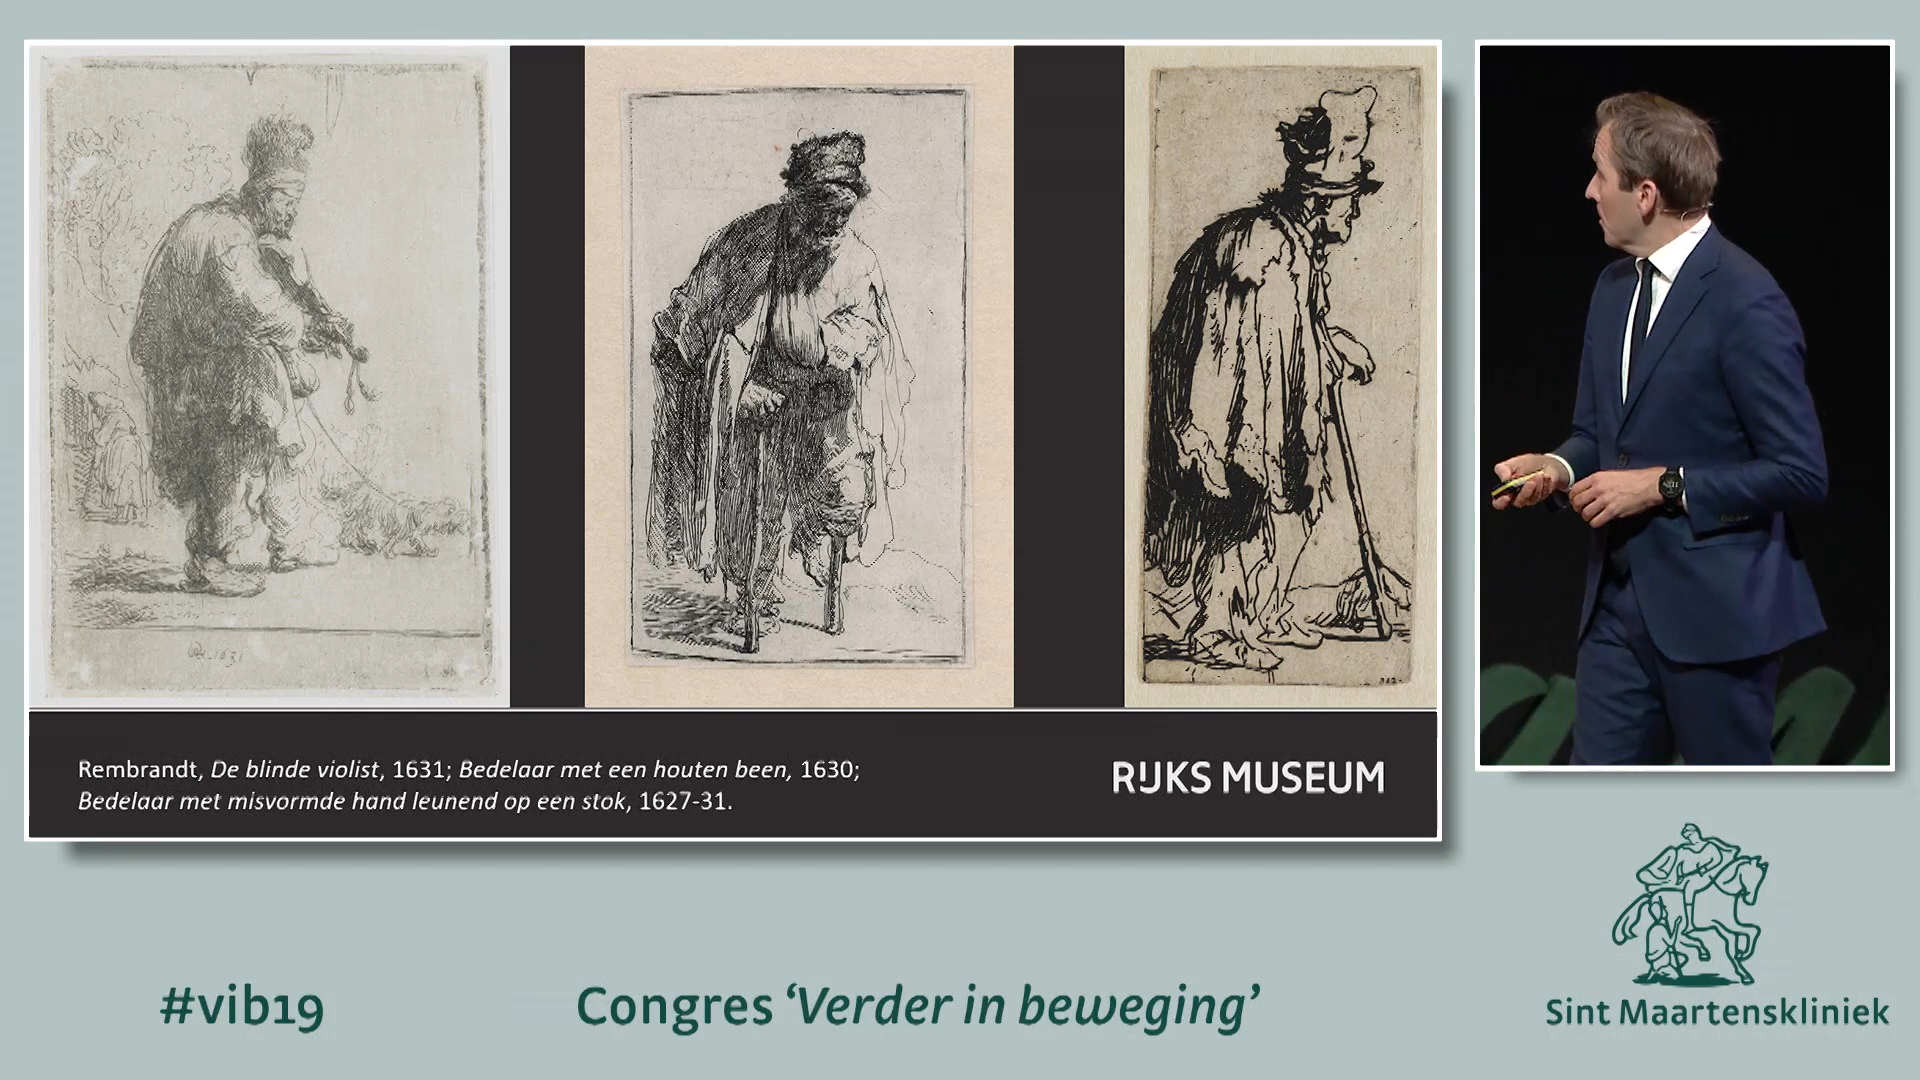 Rembrandt, De blinde violist, 1631; Bedelaar met een houten been, 1630;
Bedelaar met misvormde hand leunend op een stok, 1627-31.
RIJKS MUSEUM
#vib19
Congres ‘Verder in beweging’
Sint Maartenskliniek